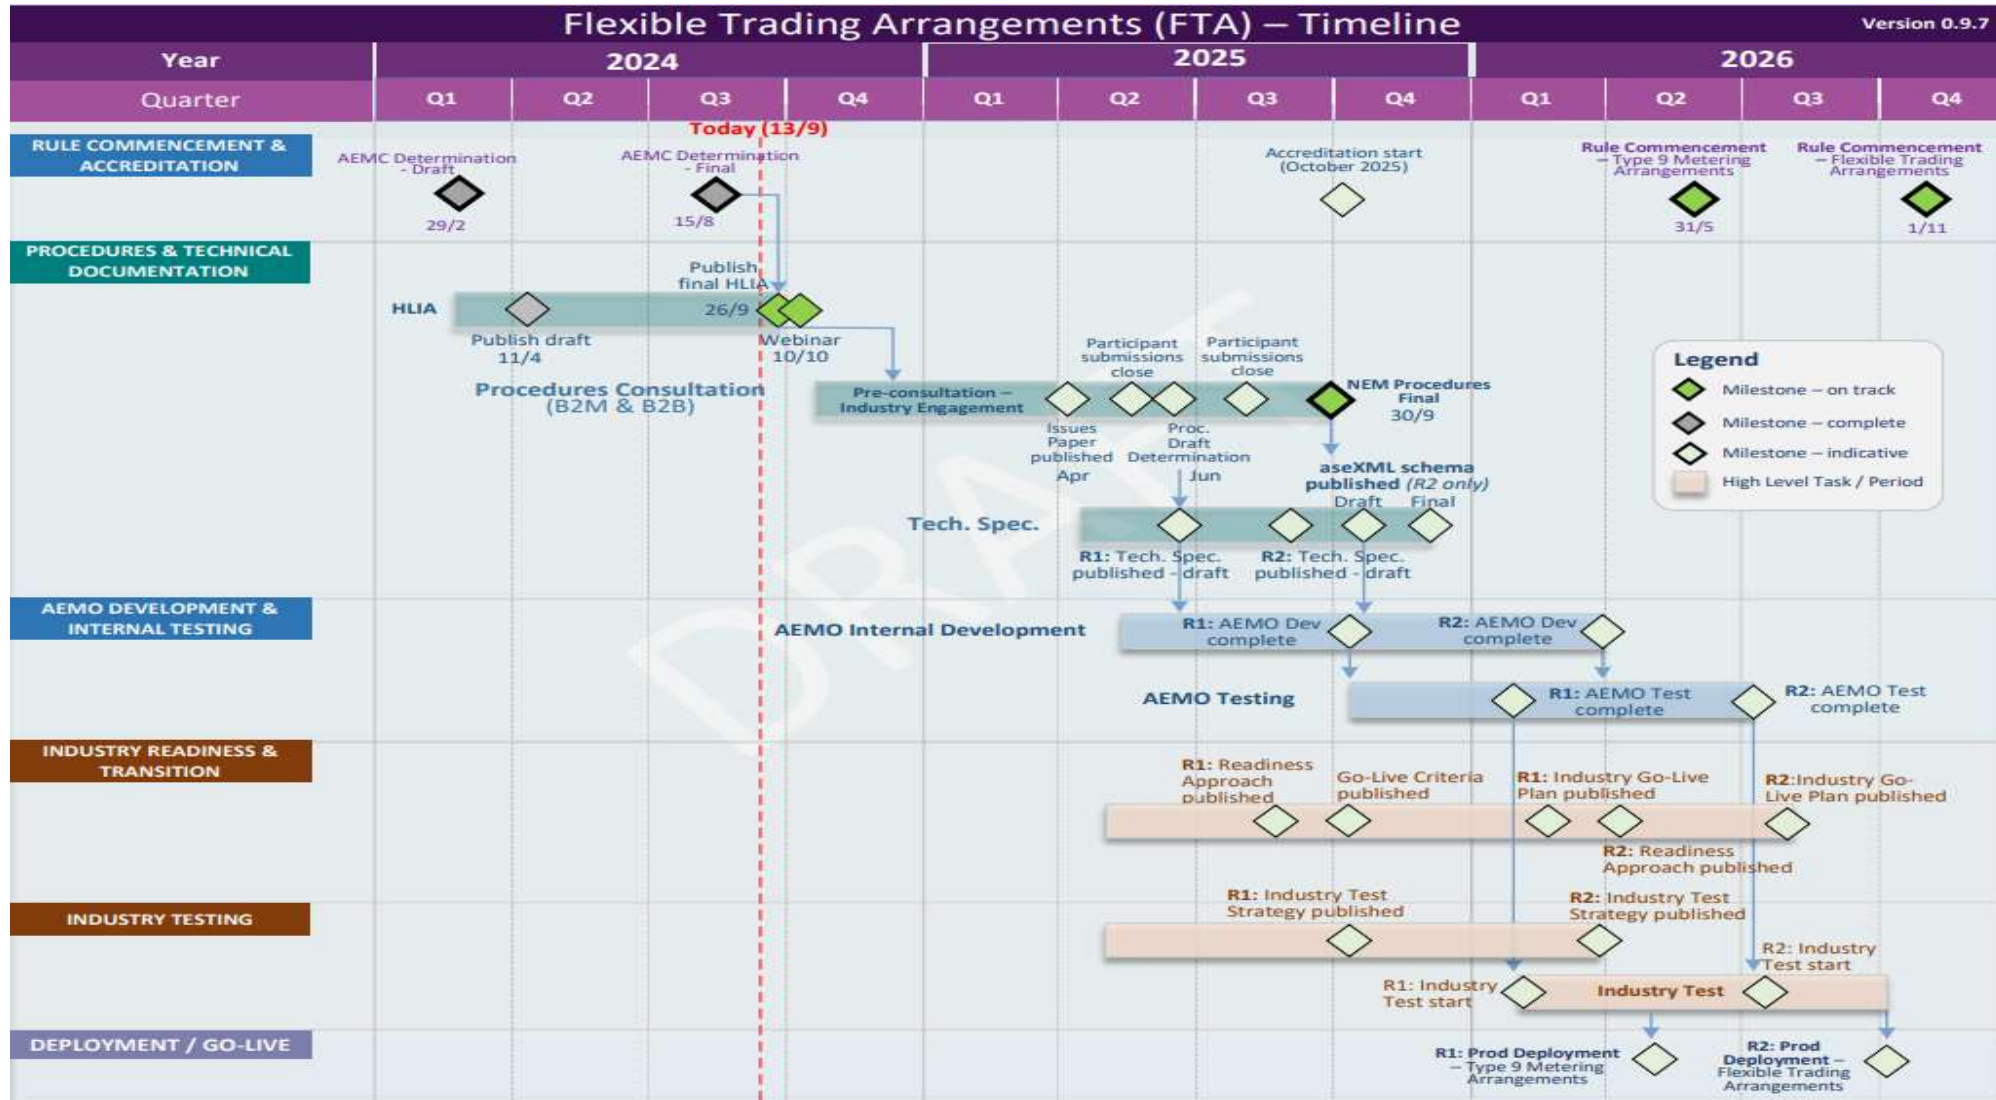 Flexible Trading Arrangements (FTA) – Timeline
Version 0.9.7
Year
2024
2025
2026
Quarter
Q1
Q2
Q3
Q4
Q1
Q2
Q3
Q4
Q1
Q2
Q3
Q4
Today (13/9)
RULE COMMENCEMENT &
ACCREDITATION
AEMC Determination
- Draft
29/2
AEMC Determination
- Final
15/8
Accreditation start
(October 2025)
Rule Commencement
– Type 9 Metering
Arrangements
31/5
Rule Commencement
– Flexible Trading
Arrangements
1/11
PROCEDURES & TECHNICAL
DOCUMENTATION
HLIA
Publish draft
11/4
Publish
final HLIA
26/9
Webinar
10/10
Procedures Consultation
(B2M & B2B)
Pre-consultation –
Industry Engagement
Issues
Paper
published
Apr
Participant
submissions
close
Proc.
Draft
Determination
Jun
Participant
submissions
close
NEM Procedures
Final
30/9
aseXML schema
published (R2 only)
Draft
Final
Tech. Spec.
R1: Tech. Spec.
published - draft
R2: Tech. Spec.
published - draft
Legend
Milestone – on track
Milestone – complete
Milestone – indicative
High Level Task / Period
DRAFT
AEMO DEVELOPMENT &
INTERNAL TESTING
AEMO Internal Development
R1: AEMO Dev
complete
R2: AEMO Dev
complete
AEMO Testing
R1: AEMO Test
complete
R2: AEMO Test
complete
INDUSTRY READINESS &
TRANSITION
R1: Readiness
Approach
published
Go-Live Criteria
published
R1: Industry Go-Live
Plan published
R2:Industry Go-
Live Plan published
R2: Readiness
Approach published
INDUSTRY TESTING
R1: Industry Test
Strategy published
R2: Industry Test
Strategy published
R1: Industry
Test start
Industry Test
R2: Industry
Test start
DEPLOYMENT / GO-LIVE
R1: Prod Deployment
– Type 9 Metering
Arrangements
R2: Prod
Deployment –
Flexible Trading
Arrangements